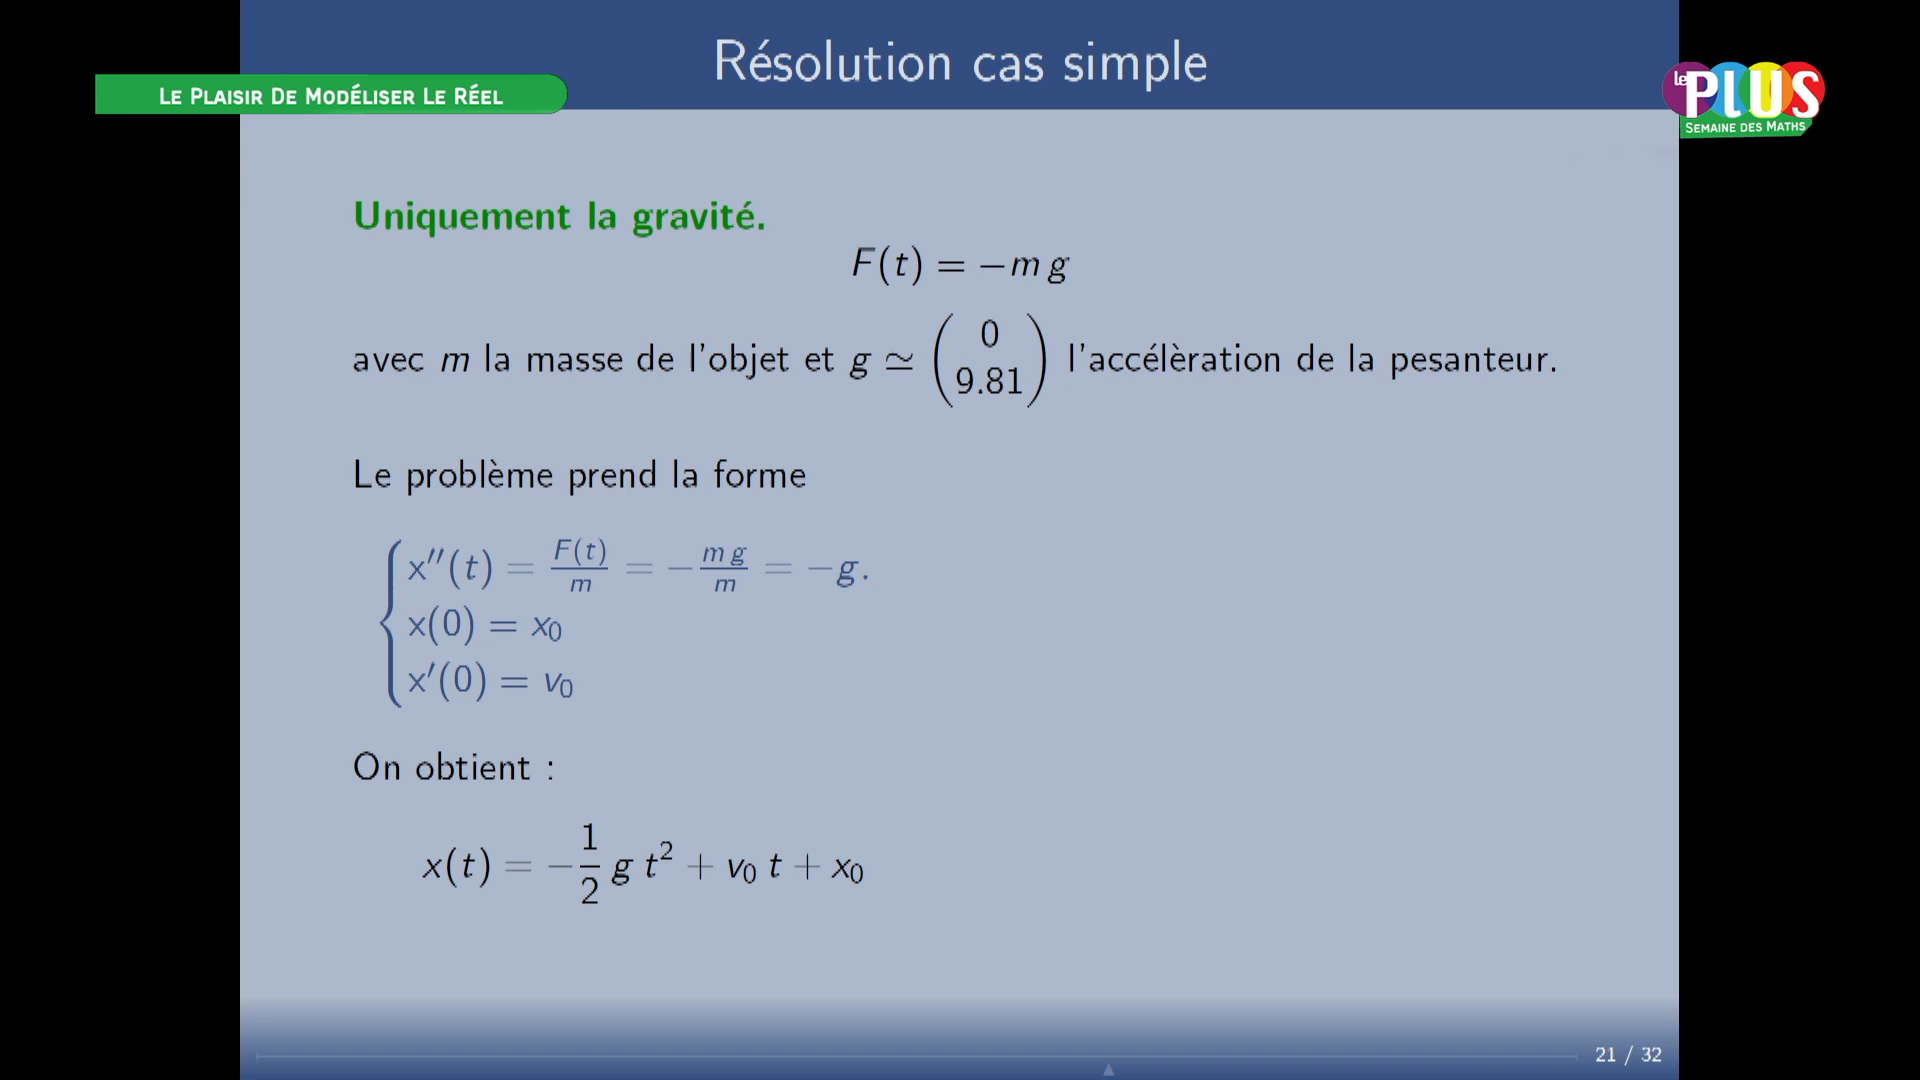 Résolution cas simple
LE PLAISIR DE MODÉLISER LE RÉEL
le PLUS
SEMAINE DES MATHS
Uniquement la gravité.
F(t) = −m g
avec m la masse de l'objet et g ≃ (0 9.81) l'accélèration de la pesanteur.
Le problème prend la forme
x″(t) = F(t)/m = − m g/m = −g.
x(0) = x₀
x′(0) = v₀
On obtient :
x(t) = − 1/2 g t² + v₀ t + x₀
21 / 32